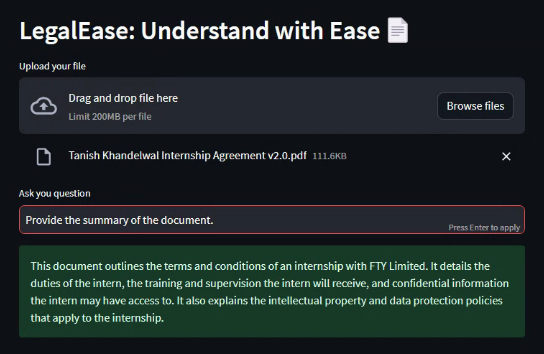 LegalEase: Understand with Ease
Upload your file
Drag and drop file here
Limit 200MB per file
Browse files
Tanish Khandelwal Internship Agreement v2.0.pdf 111.6KB
Ask you question
Provide the summary of the document.
Press Enter to apply
This document outlines the terms and conditions of an internship with FTY Limited. It details the
duties of the intern, the training and supervision the intern will receive, and confidential information
the intern may have access to. It also explains the intellectual property and data protection policies
that apply to the internship.